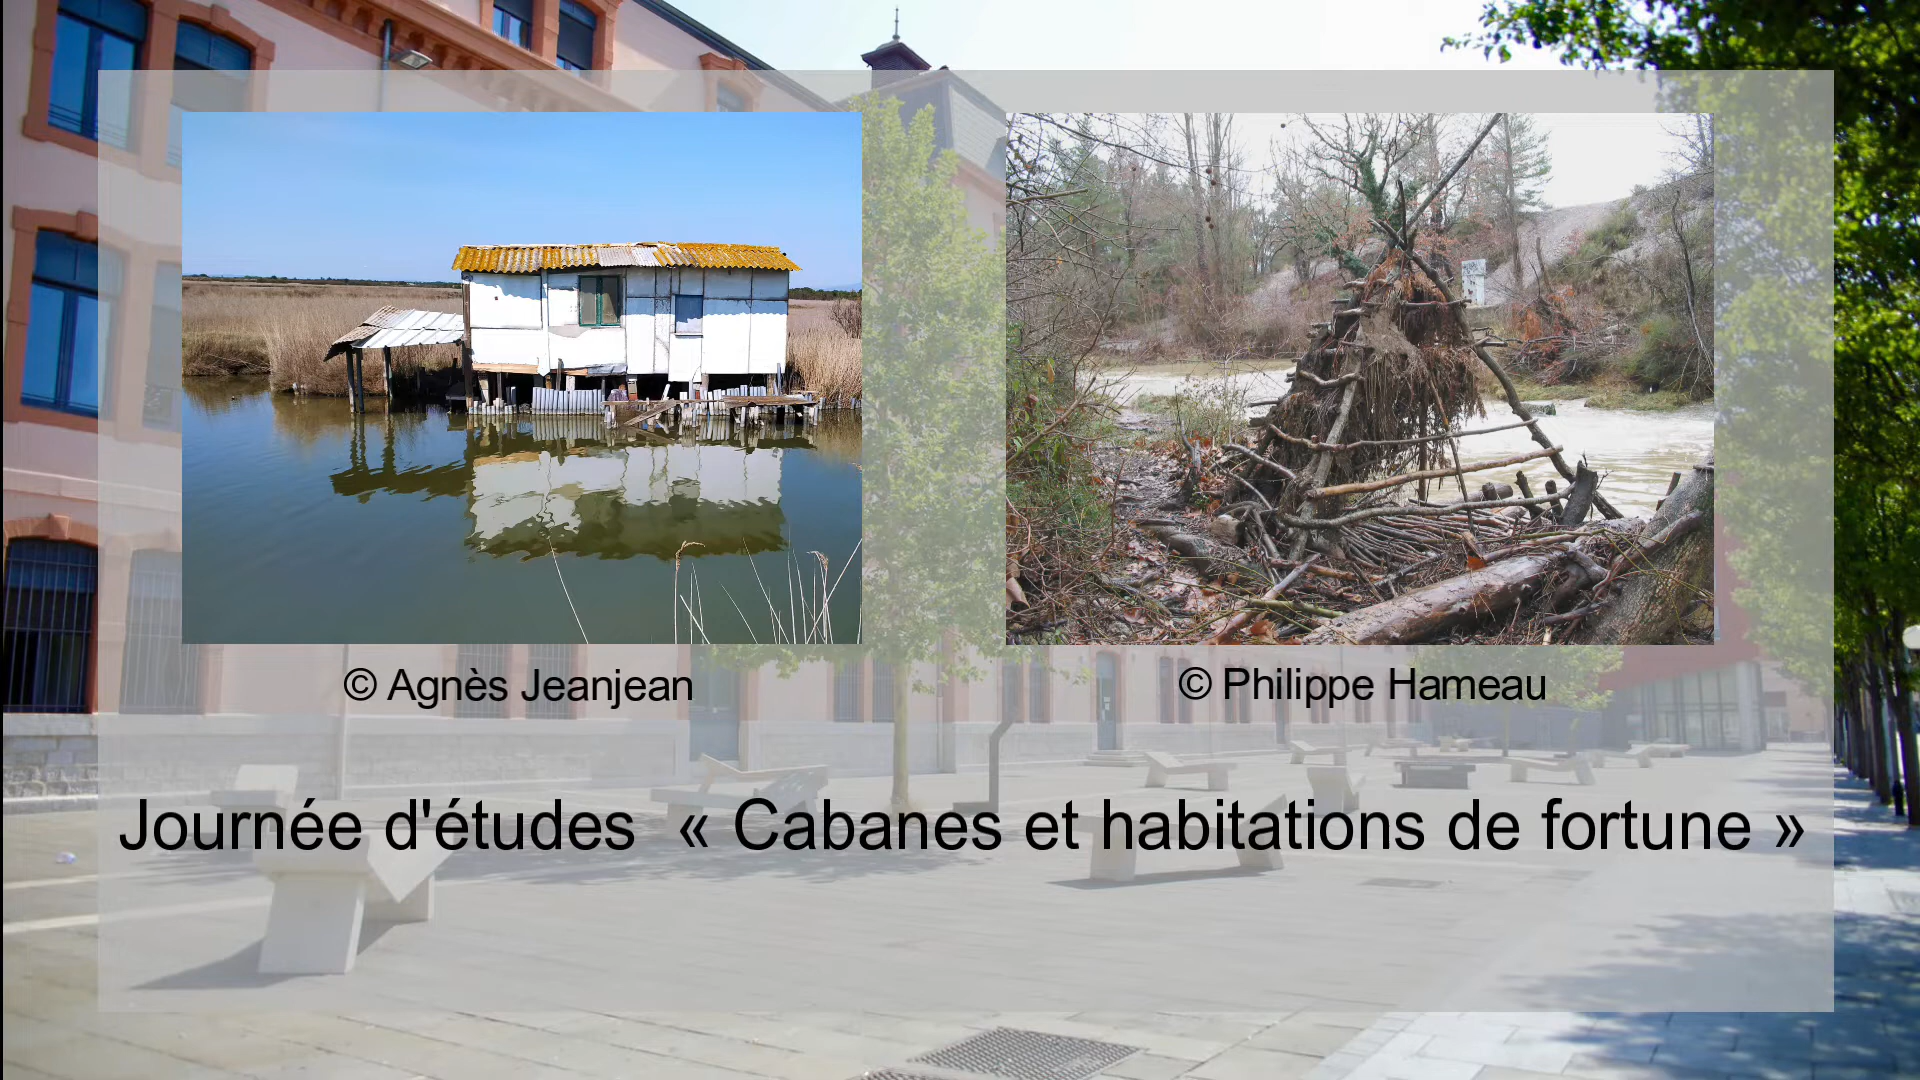 © Agnès Jeanjean
© Philippe Hameau
Journée d'études « Cabanes et habitations de fortune »